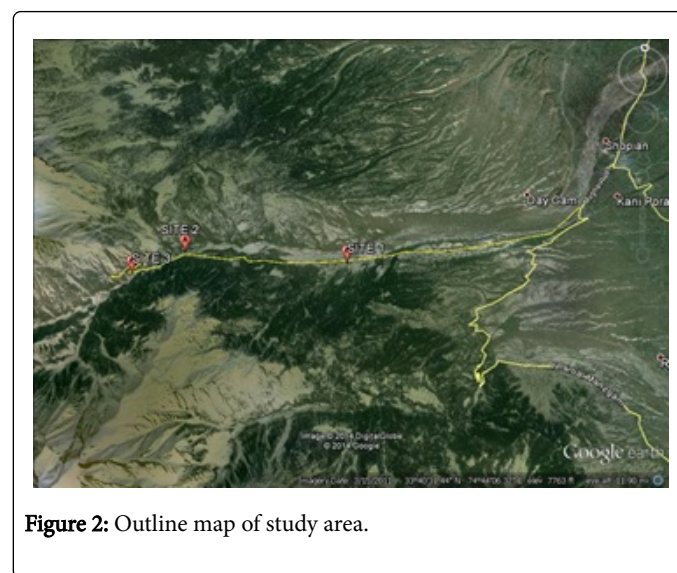 Shopian
Day Gam
Kani Pora
SITE 2
SITE 1
SITE 3
Image © 2014 DigitalGlobe
© 2014 Google
Google earth
Figure 2: Outline map of study area.